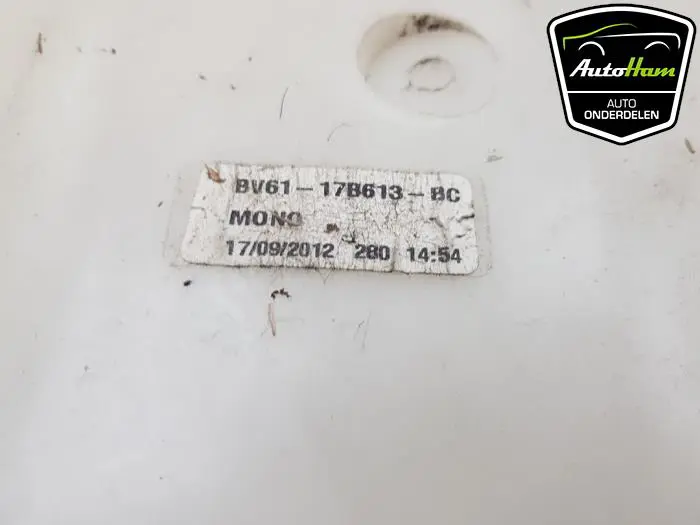 AutoHam
AUTO
ONDERDELEN
BV61-17B613-BC
MONO
17/09/2012 280 14:54